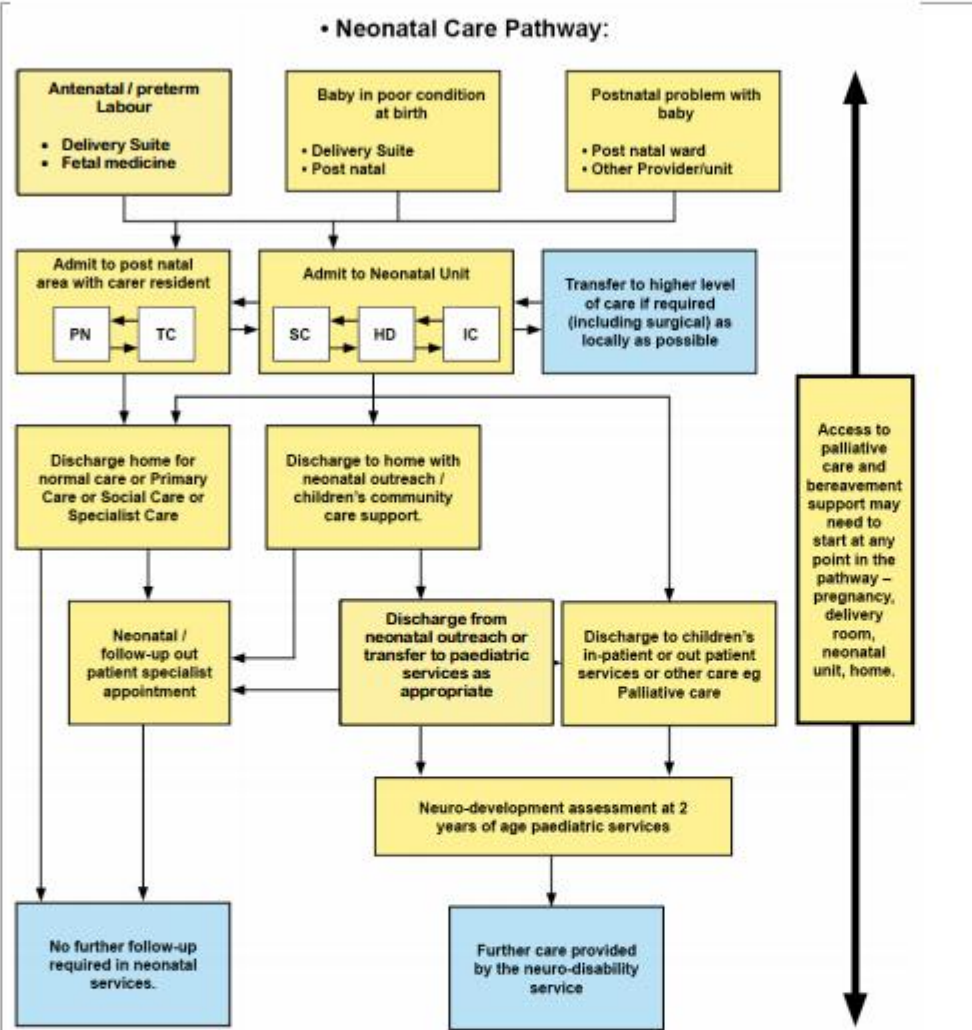 • Neonatal Care Pathway:
Antenatal / preterm
Labour
• Delivery Suite
• Fetal medicine
Baby in poor condition
at birth
• Delivery Suite
• Post natal
Postnatal problem with
baby
• Post natal ward
• Other Provider/unit
Admit to post natal
area with carer resident
PN
TC
Admit to Neonatal Unit
SC
HD
IC
Transfer to higher level
of care if required
(including surgical) as
locally as possible
Discharge home for
normal care or Primary
Care or Social Care or
Specialist Care
Discharge to home with
neonatal outreach /
children's community
care support.
Access to
palliative
care and
bereavement
support may
need to
start at any
point in the
pathway –
pregnancy,
delivery
room,
neonatal
unit, home.
Neonatal /
follow-up out
patient specialist
appointment
Discharge from
neonatal outreach or
transfer to paediatric
services as
appropriate
Discharge to children's
in-patient or out patient
services or other care eg
Palliative care
Neuro-development assessment at 2
years of age paediatric services
No further follow-up
required in neonatal
services.
Further care provided
by the neuro-disability
service